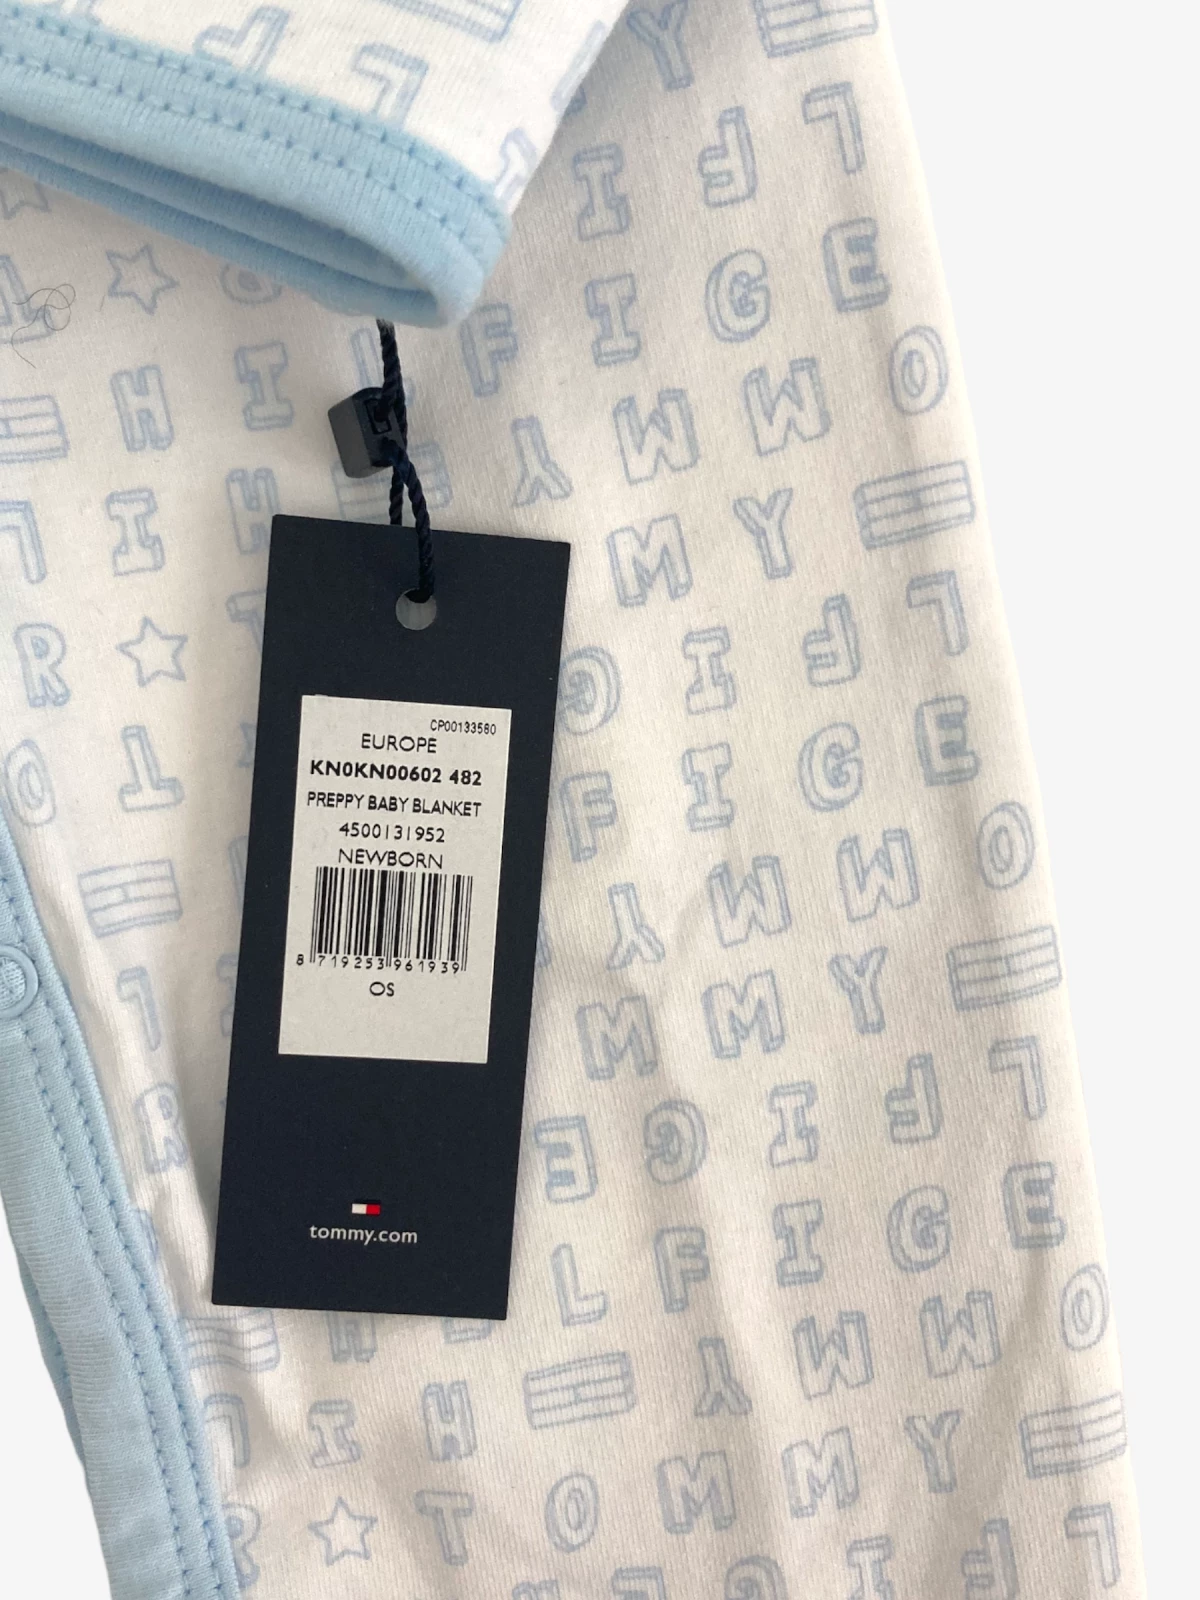 CP00133580
EUROPE
KN0KN00602 482
PREPPY BABY BLANKET
4500131952
NEWBORN
8 719253 961939
OS
tommy.com